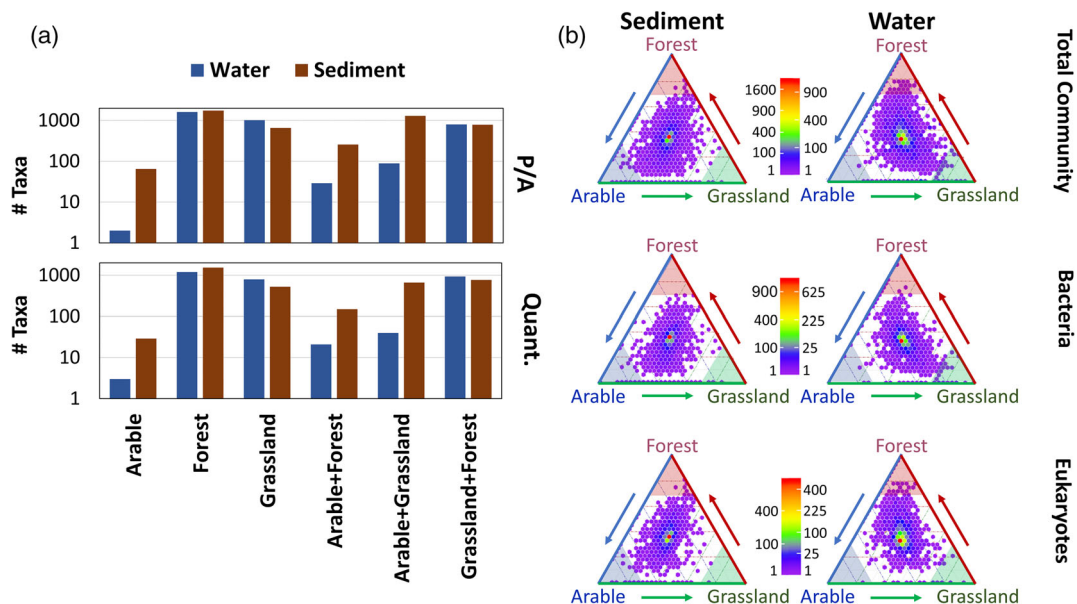 (a)
Water Sediment
# Taxa
1000
100
10
1
P/A
# Taxa
1000
100
10
1
Quant.
Arable
Forest
Grassland
Arable+Forest
Arable+Grassland
Grassland+Forest
(b)
Sediment Water
Forest Forest
1600 900
900
400 400
100 100
1 1
Arable Grassland Arable Grassland
Total Community
Forest Forest
900 625
400 225
100 25
1 1
Arable Grassland Arable Grassland
Bacteria
Forest Forest
400 400
225
100 100
25
1 1
Arable Grassland Arable Grassland
Eukaryotes